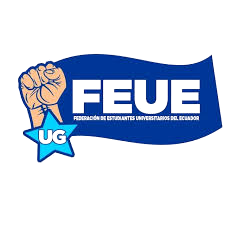 FEUE
FEDERACIÓN DE ESTUDIANTES UNIVERSITARIOS DEL ECUADOR
UG